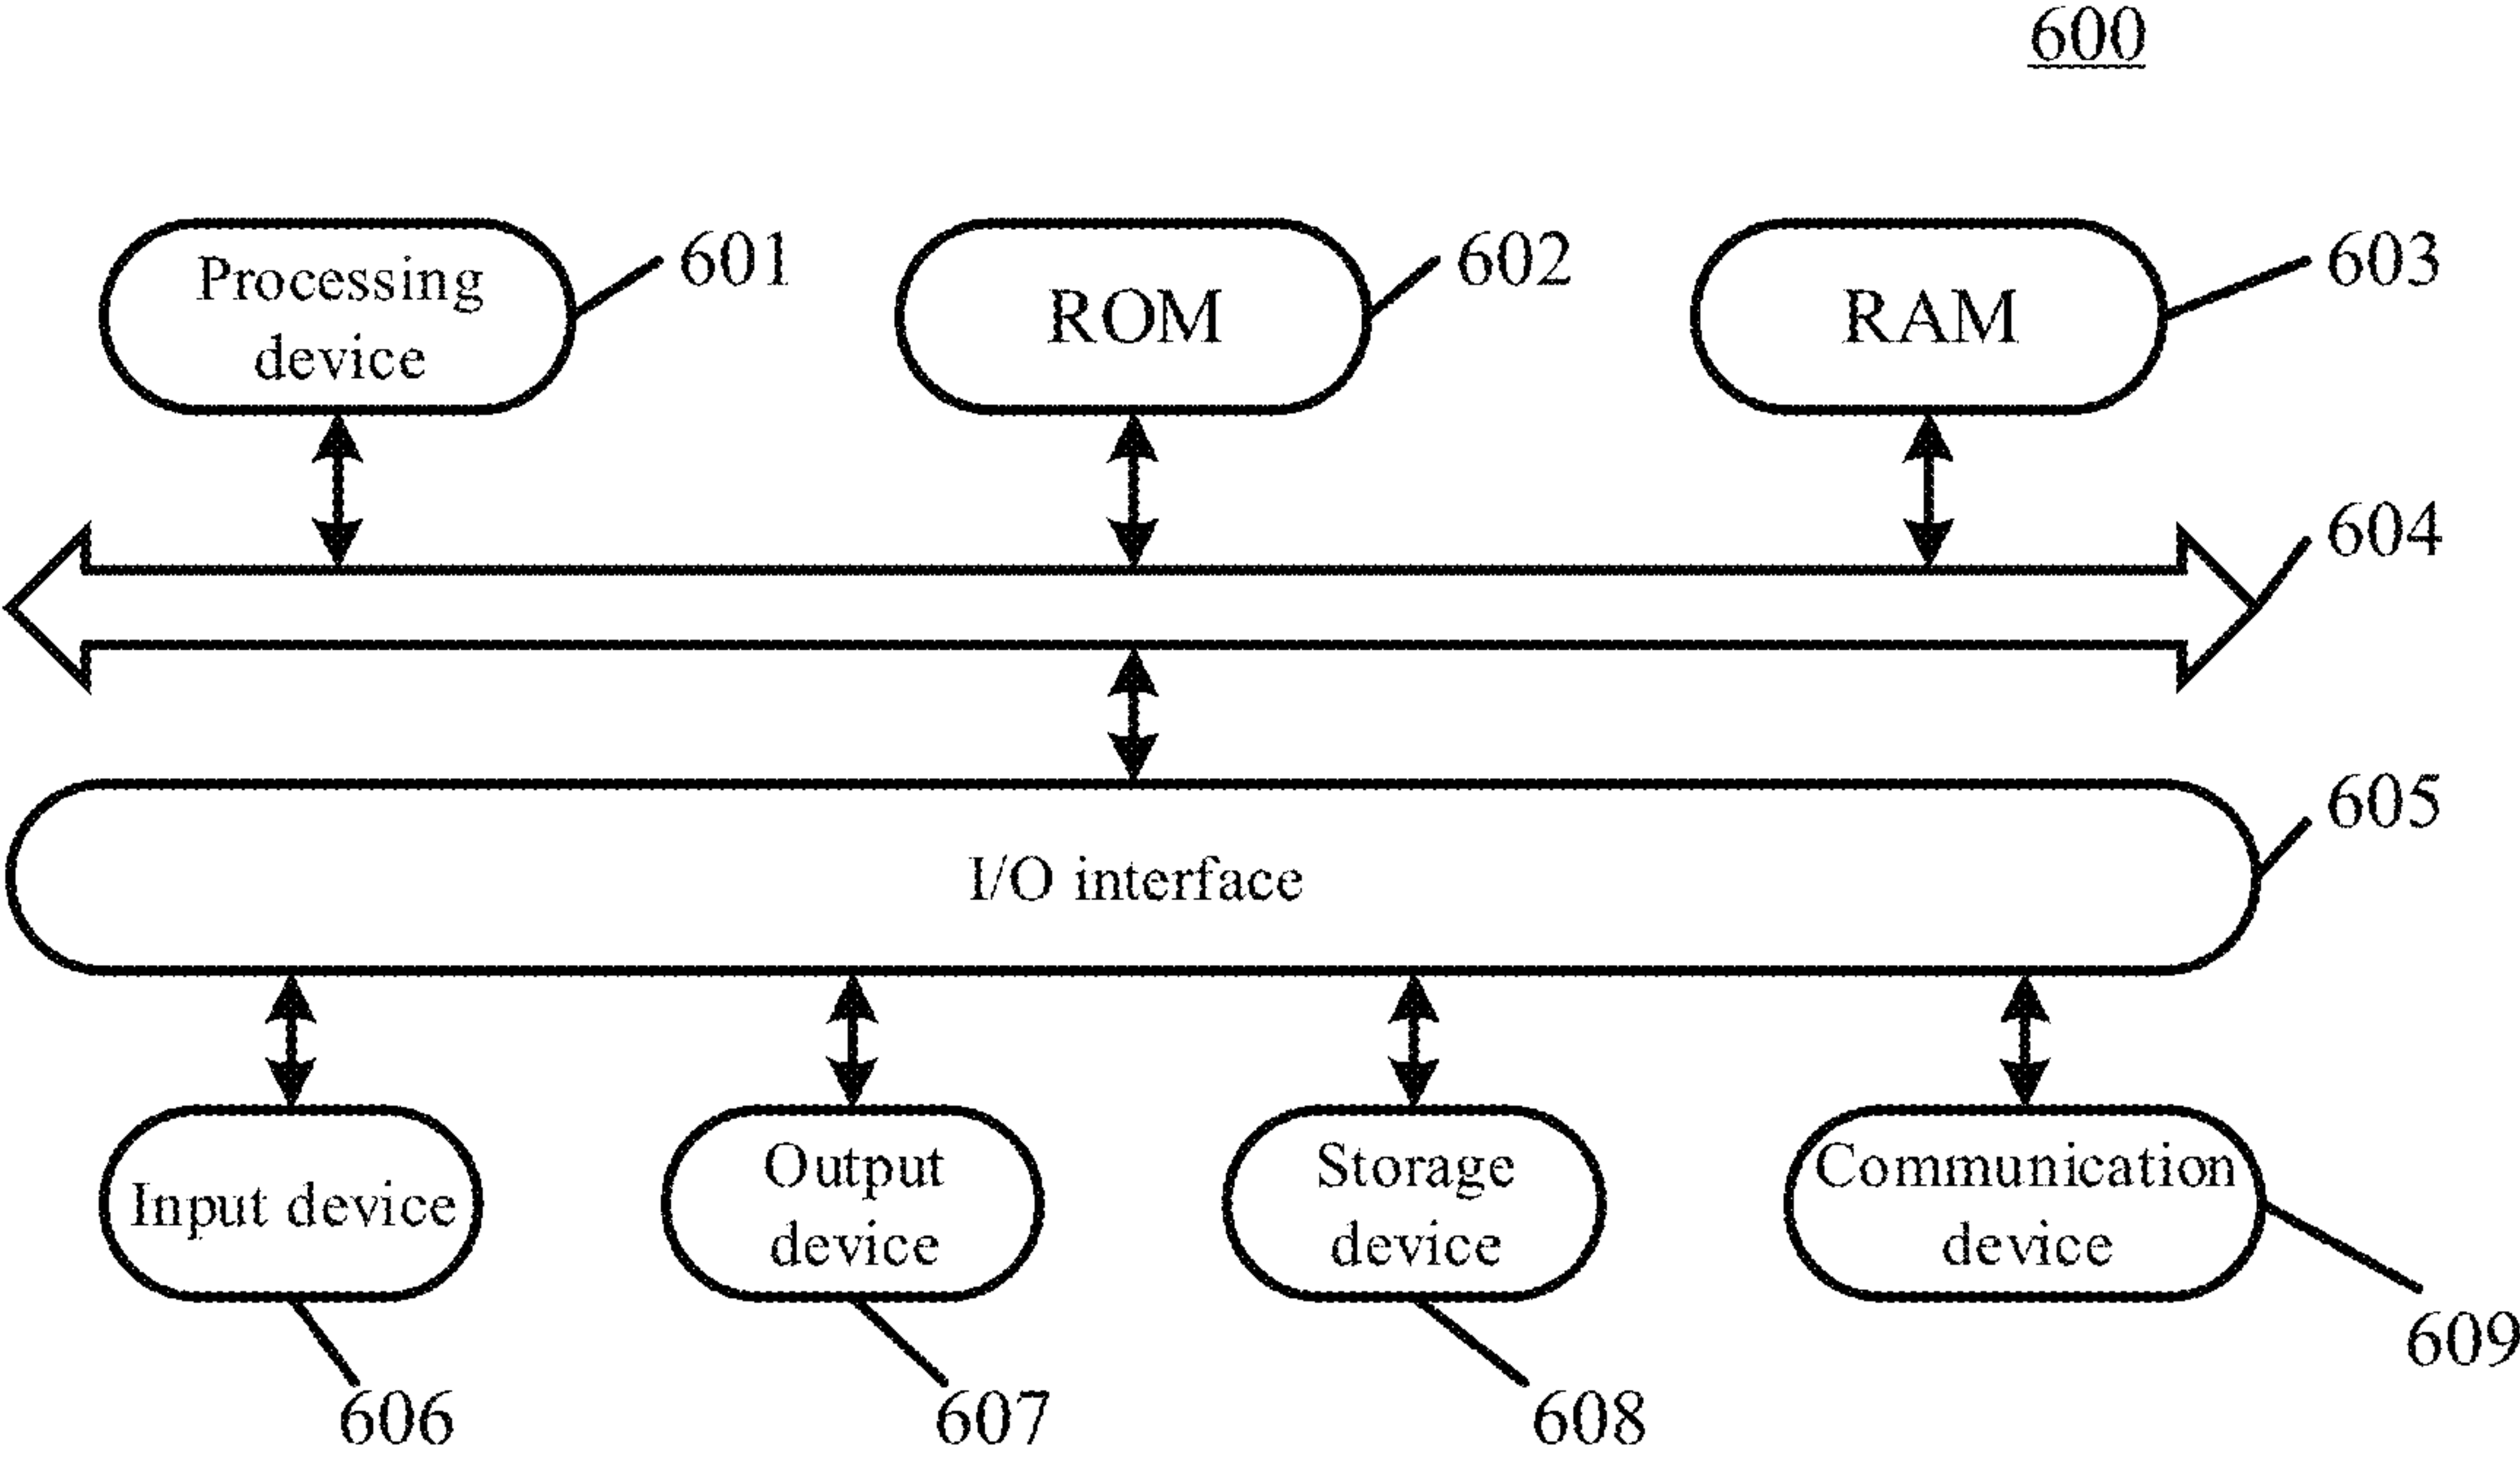 600
Processing
device
601
ROM
602
RAM
603
604
605
I/O interface
Input device
Output
device
Storage
device
Communication
device
606
607
608
609